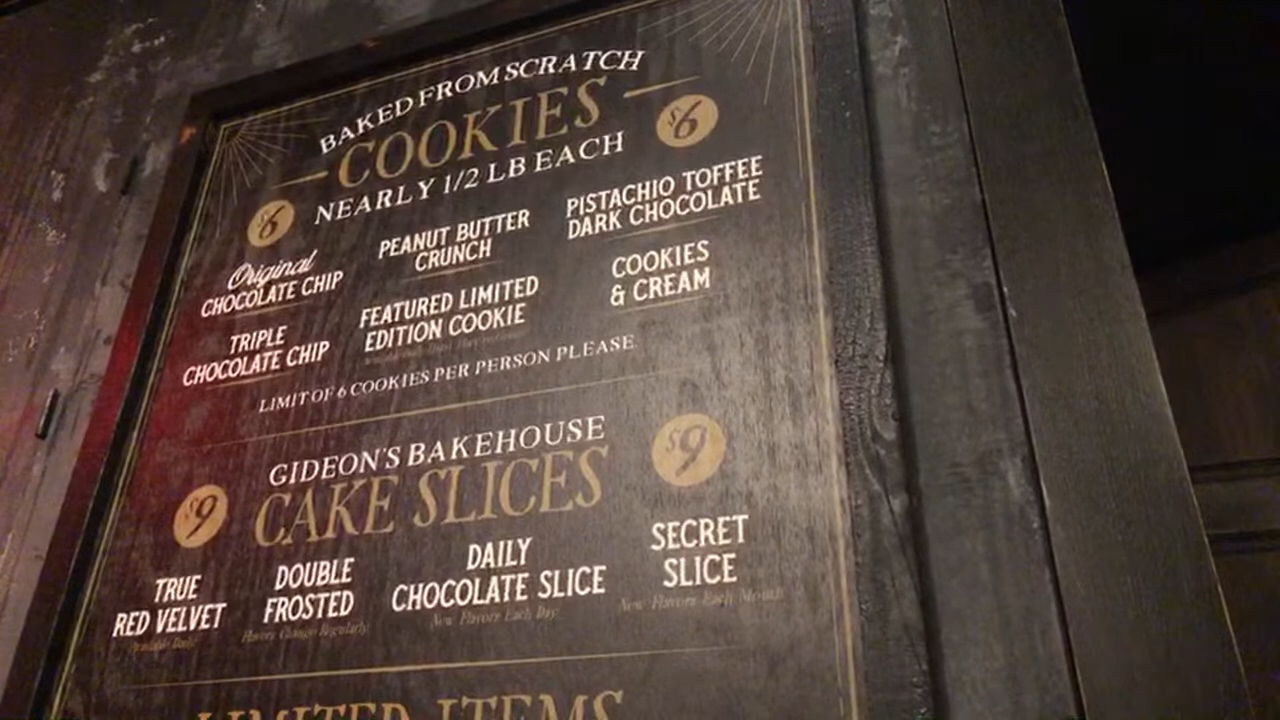 BAKED FROM SCRATCH
COOKIES
NEARLY 1/2 LB EACH
$6
$6
Original
CHOCOLATE CHIP
PEANUT BUTTER
CRUNCH
PISTACHIO TOFFEE
DARK CHOCOLATE
TRIPLE
CHOCOLATE CHIP
FEATURED LIMITED
EDITION COOKIE
COOKIES
& CREAM
LIMIT OF 6 COOKIES PER PERSON PLEASE
GIDEON'S BAKEHOUSE
CAKE SLICES
$9
$9
TRUE
RED VELVET
DOUBLE
FROSTED
Flavors Change Regularly
DAILY
CHOCOLATE SLICE
New Flavors Each Day
SECRET
SLICE
New Flavors Each Month
LIMITED ITEMS